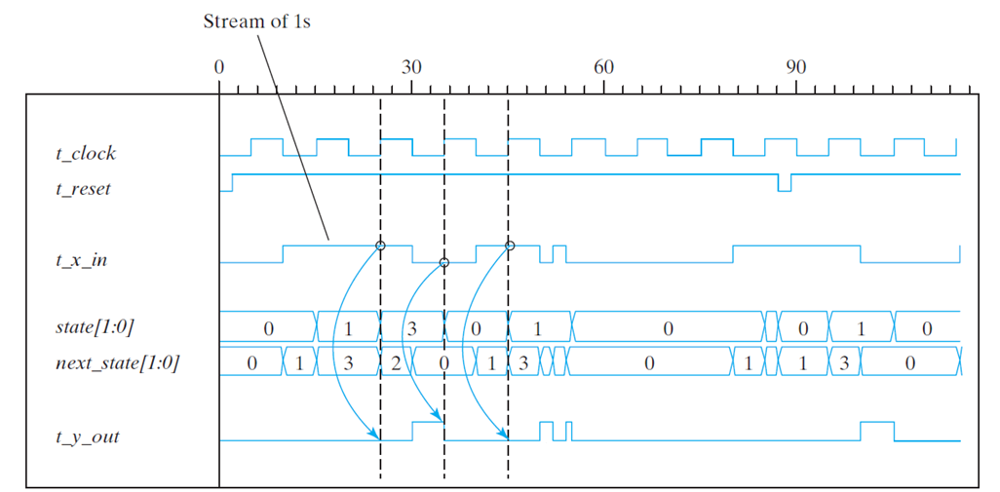 Stream of 1s
0 30 60 90
t_clock
t_reset
t_x_in
state[1:0] 0 1 3 0 1 0 0 1 0
next_state[1:0] 0 1 3 2 0 1 3 0 1 1 3 0
t_y_out